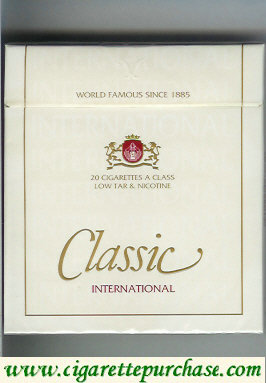 WORLD FAMOUS SINCE 1885
20 CIGARETTES A CLASS
LOW TAR & NICOTINE
Classic
INTERNATIONAL
www.cigarettepurchase.com